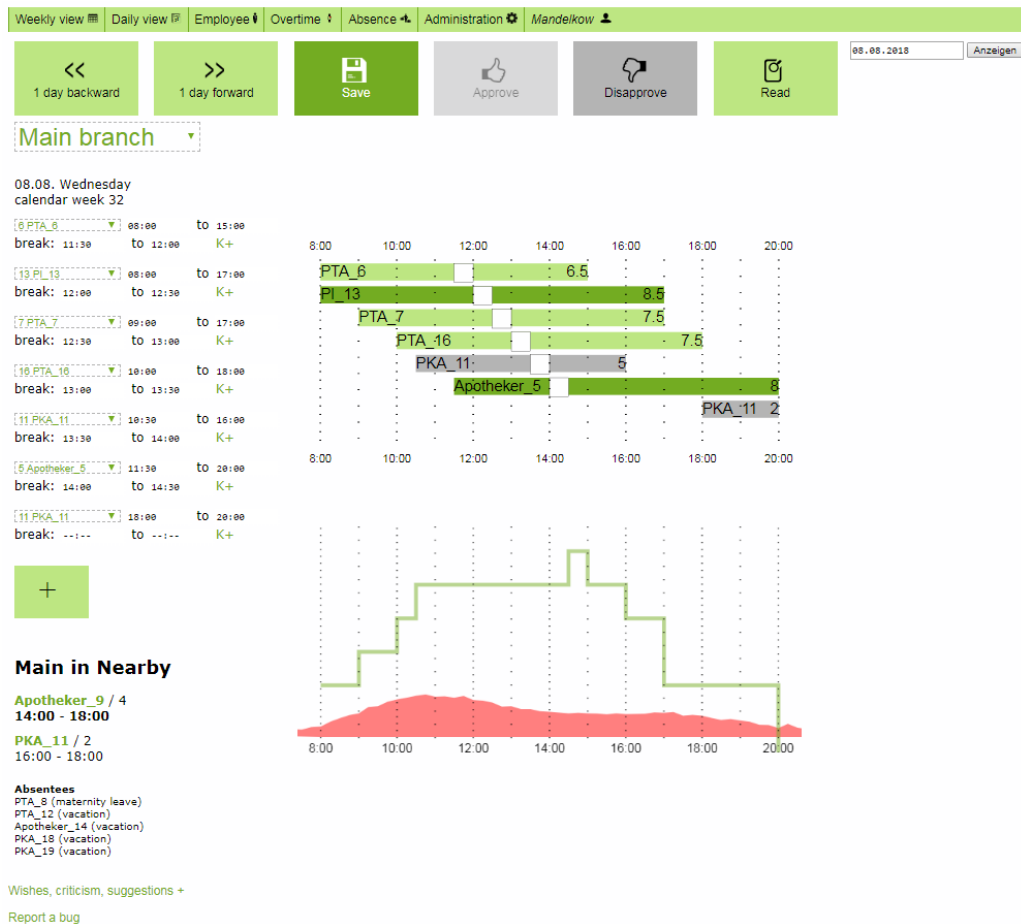 Weekly view Daily view Employee Overtime Absence Administration Mandelkow
<< 1 day backward
>> 1 day forward
Save
Approve
Disapprove
Read
08.08.2018 Anzeigen
Main branch
08.08. Wednesday
calendar week 32
6 PTA_6 08:00 to 15:00
break: 11:30 to 12:00 K+
13 PI_13 08:00 to 17:00
break: 12:00 to 12:30 K+
7 PTA_7 09:00 to 17:00
break: 12:30 to 13:00 K+
16 PTA_16 10:00 to 18:00
break: 13:00 to 13:30 K+
11 PKA_11 10:30 to 16:00
break: 13:30 to 14:00 K+
5 Apotheker_5 11:30 to 20:00
break: 14:00 to 14:30 K+
11 PKA_11 18:00 to 20:00
break: --:-- to --:-- K+
+
8:00 10:00 12:00 14:00 16:00 18:00 20:00
PTA_6 6.5
PI_13 8.5
PTA_7 7.5
PTA_16 7.5
PKA_11 5
Apotheker_5 8
PKA_11 2
8:00 10:00 12:00 14:00 16:00 18:00 20:00
8:00 10:00 12:00 14:00 16:00 18:00 20:00
Main in Nearby
Apotheker_9 / 4
14:00 - 18:00
PKA_11 / 2
16:00 - 18:00
Absentees
PTA_8 (maternity leave)
PTA_12 (vacation)
Apotheker_14 (vacation)
PKA_18 (vacation)
PKA_19 (vacation)
Wishes, criticism, suggestions +
Report a bug